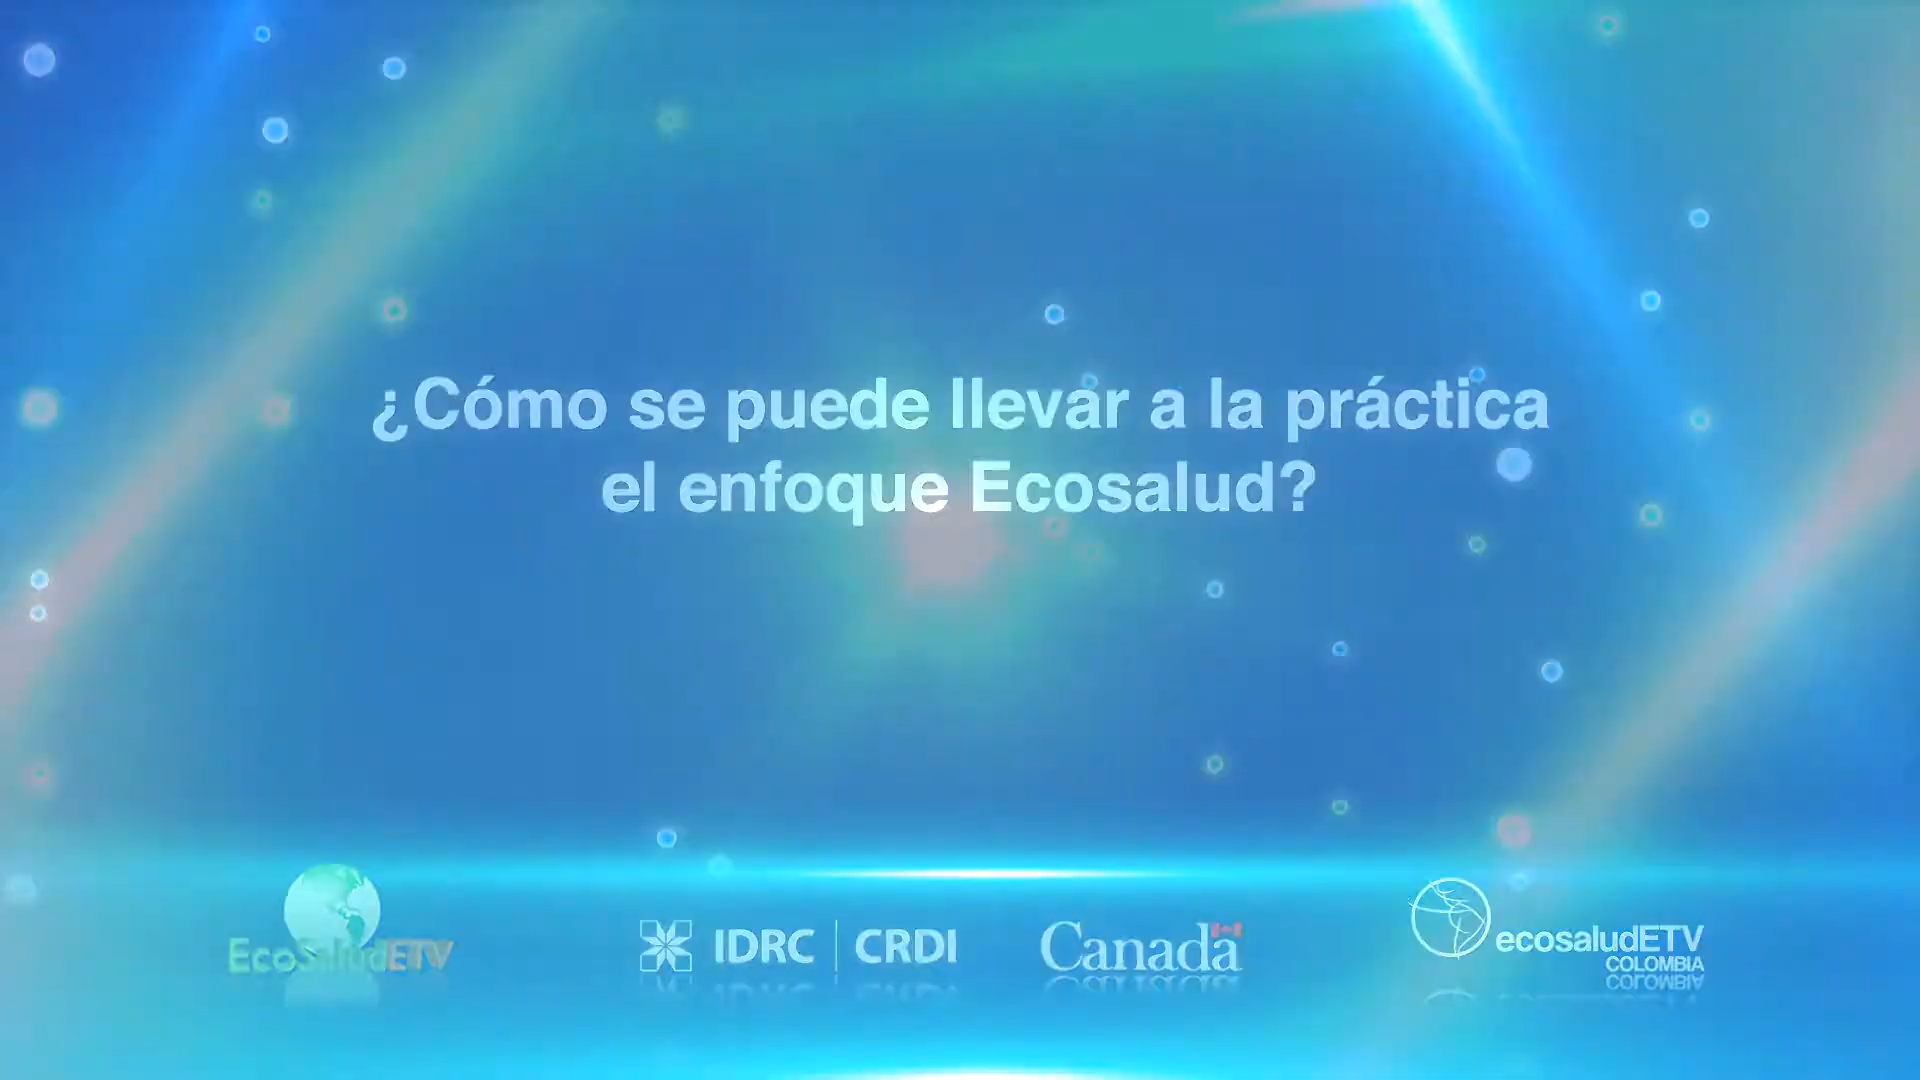 ¿Cómo se puede llevar a la práctica
el enfoque Ecosalud?
EcoSaludETV
IDRC | CRDI
Canada
ecosaludETV
COLOMBIA